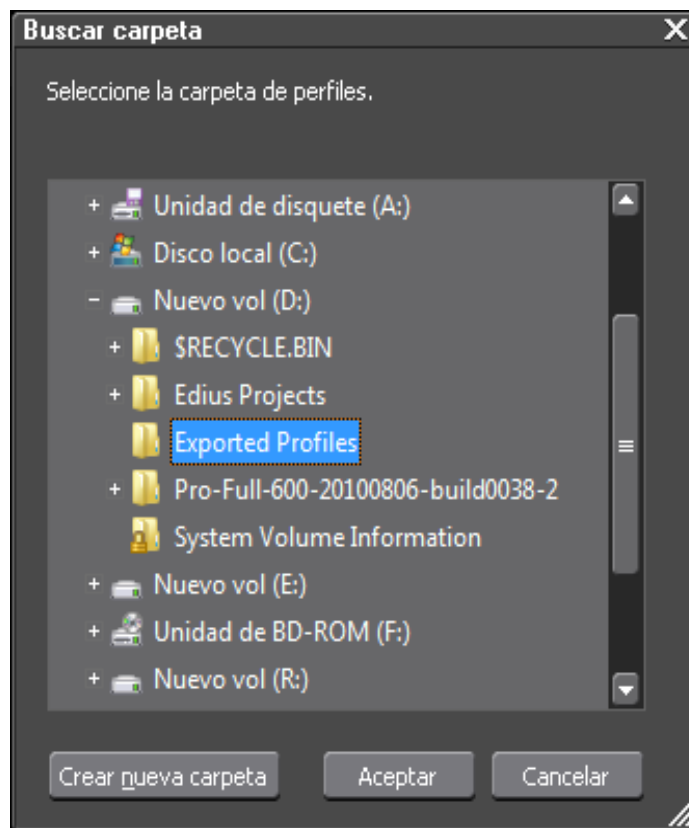 Buscar carpeta
Seleccione la carpeta de perfiles.
Unidad de disquete (A:)
Disco local (C:)
Nuevo vol (D:)
$RECYCLE.BIN
Edius Projects
Exported Profiles
Pro-Full-600-20100806-build0038-2
System Volume Information
Nuevo vol (E:)
Unidad de BD-ROM (F:)
Nuevo vol (R:)
Crear nueva carpeta Aceptar Cancelar